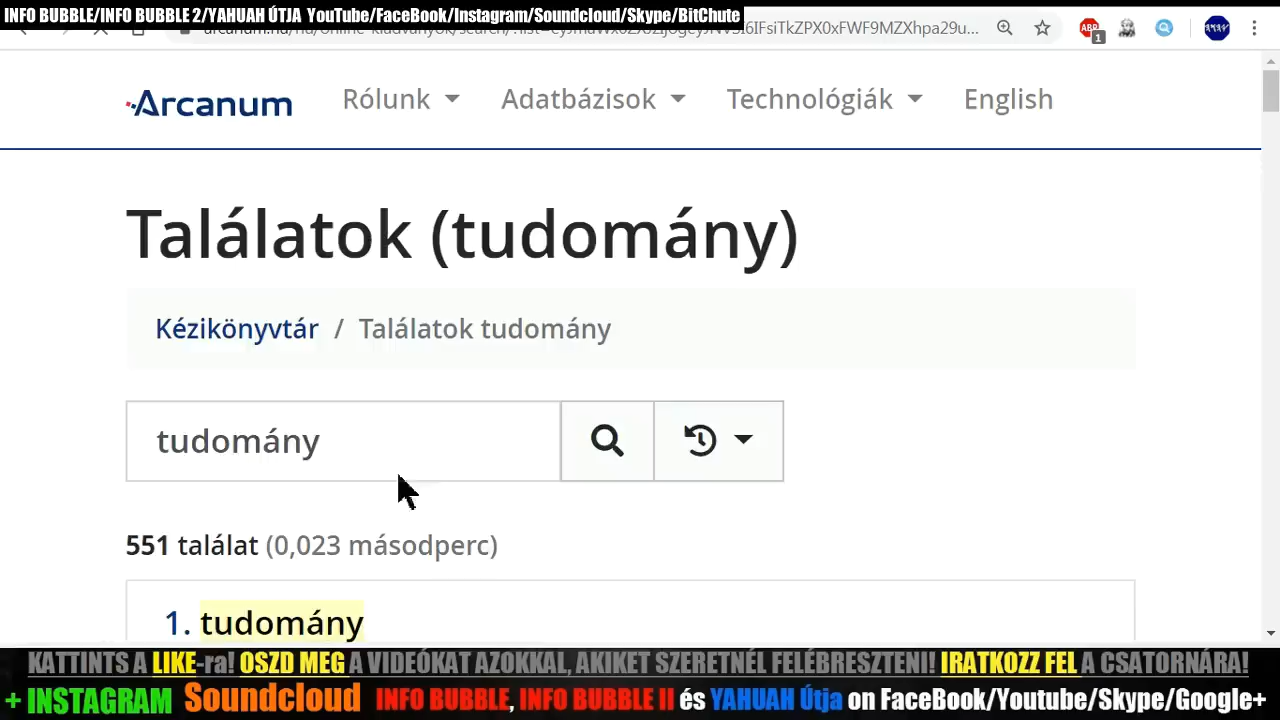 INFO BUBBLE/INFO BUBBLE 2/YAHUAH ÚTJA YouTube/FaceBook/Instagram/Soundcloud/Skype/BitChute
ABP
1
Arcanum
Rólunk
Adatbázisok
Technológiák
English
Találatok (tudomány)
Kézikönyvtár / Találatok tudomány
tudomány
551 találat (0,023 másodperc)
1. tudomány
KATTINTS A LIKE-ra! OSZD MEG A VIDEÓKAT AZOKKAL, AKIKET SZERETNÉL FELÉBRESZTENI! IRATKOZZ FEL A CSATORNÁRA!
+ INSTAGRAM Soundcloud INFO BUBBLE, INFO BUBBLE II és YAHUAH Útja on FaceBook/Youtube/Skype/Google+